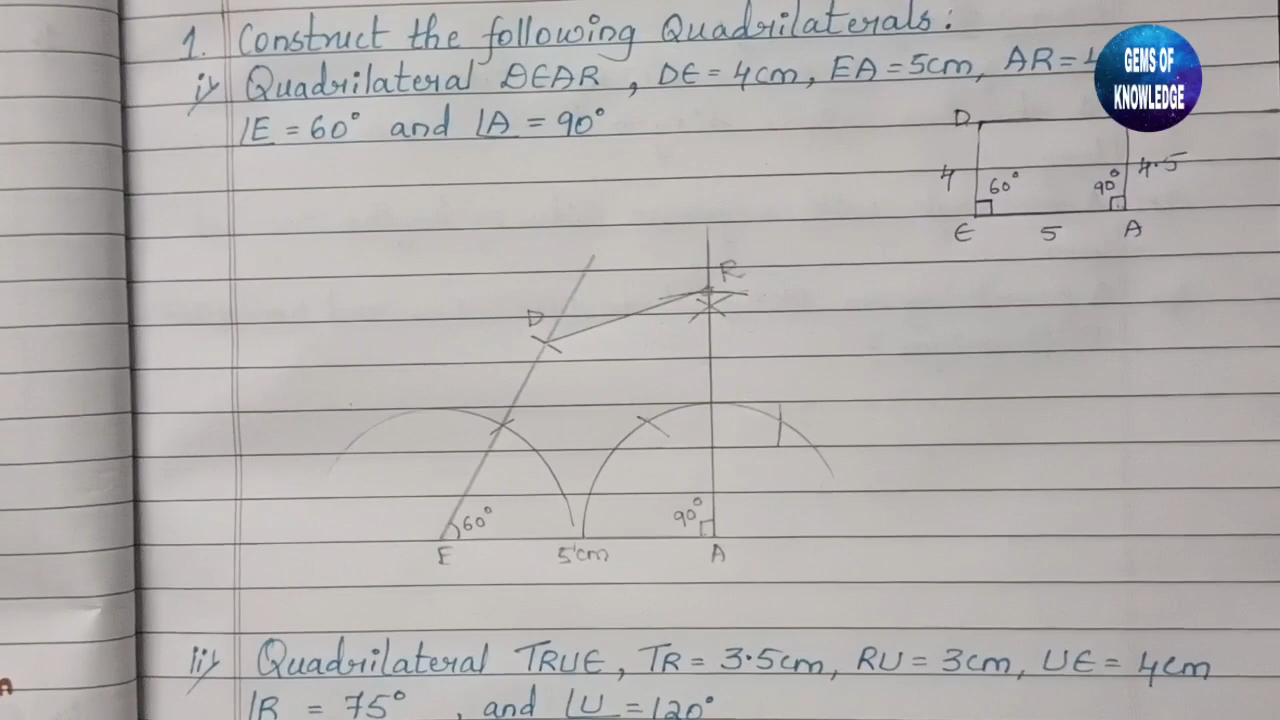 1. Construct the following Quadrilaterals:
i) Quadrilateral DEAR, DE = 4cm, EA = 5cm, AR = 4
∠E = 60° and ∠A = 90°
GEMS OF
KNOWLEDGE
D
4
60°
90°
4.5
E
5
A
R
D
60°
90°
E
5cm
A
ii) Quadrilateral TRUE, TR = 3.5cm, RU = 3cm, UE = 4cm
∠R = 75°, and ∠U = 120°